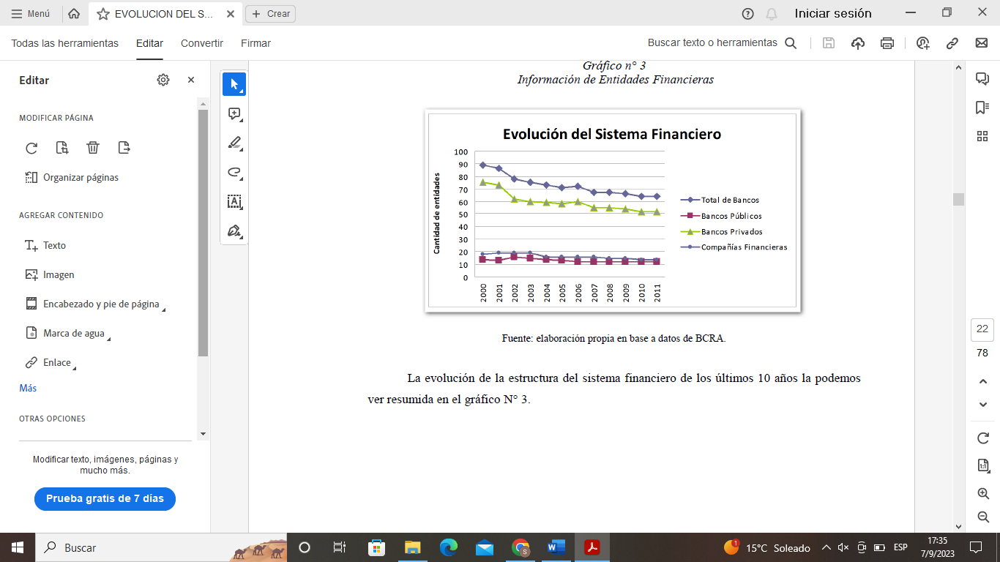 Menú
EVOLUCION DEL S...
Crear
Iniciar sesión
Todas las herramientas
Editar
Convertir
Firmar
Buscar texto o herramientas
Editar
MODIFICAR PÁGINA
Organizar páginas
AGREGAR CONTENIDO
Texto
Imagen
Encabezado y pie de página
Marca de agua
Enlace
Más
OTRAS OPCIONES
Modificar texto, imágenes, páginas y
mucho más.
Prueba gratis de 7 días
Gráfico n° 3
Información de Entidades Financieras
Evolución del Sistema Financiero
Cantidad de entidades
100
90
80
70
60
50
40
30
20
10
0
2000
2001
2002
2003
2004
2005
2006
2007
2008
2009
2010
2011
Total de Bancos
Bancos Públicos
Bancos Privados
Compañías Financieras
Fuente: elaboración propia en base a datos de BCRA.
La evolución de la estructura del sistema financiero de los últimos 10 años la podemos
ver resumida en el gráfico N° 3.
22
78
1:1
Buscar
1
15°C Soleado
ESP
17:35
7/9/2023